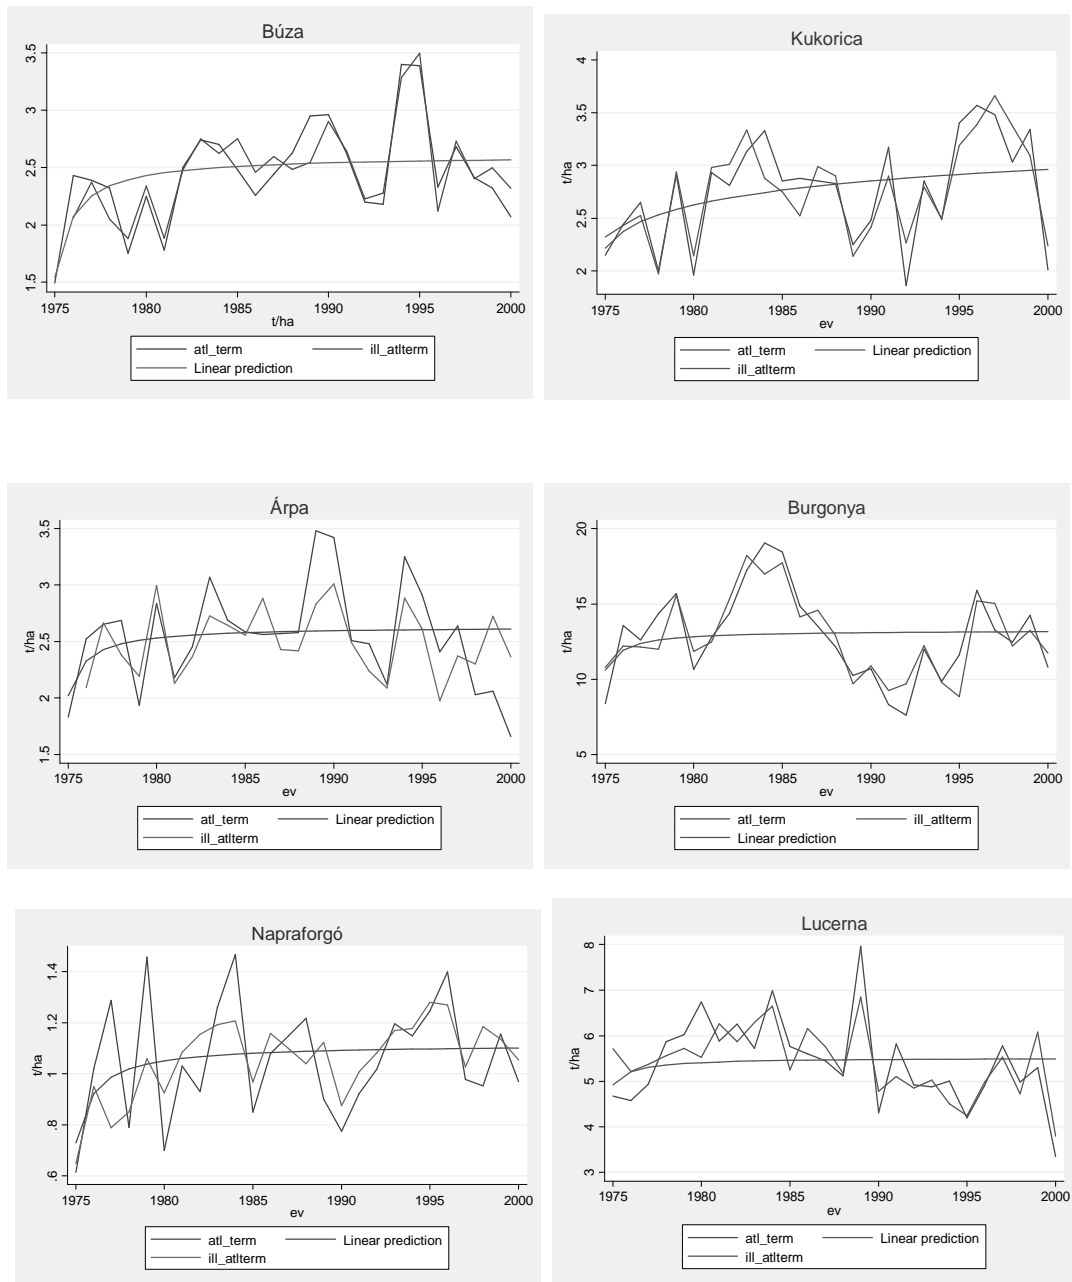 Búza
3.5
3
2.5
2
1.5
t/ha
1975 1980 1985 1990 1995 2000
t/ha
atl_term ill_atlterm
Linear prediction
Kukorica
4
3.5
3
2.5
2
t/ha
1975 1980 1985 1990 1995 2000
ev
atl_term Linear prediction
ill_atlterm
Árpa
3.5
3
2.5
2
1.5
t/ha
1975 1980 1985 1990 1995 2000
ev
atl_term Linear prediction
ill_atlterm
Burgonya
20
15
10
5
t/ha
1975 1980 1985 1990 1995 2000
ev
atl_term ill_atlterm
Linear prediction
Napraforgó
1.4
1.2
1
.8
.6
t/ha
1975 1980 1985 1990 1995 2000
ev
atl_term Linear prediction
ill_atlterm
Lucerna
8
7
6
5
4
3
t/ha
1975 1980 1985 1990 1995 2000
ev
atl_term Linear prediction
ill_atlterm